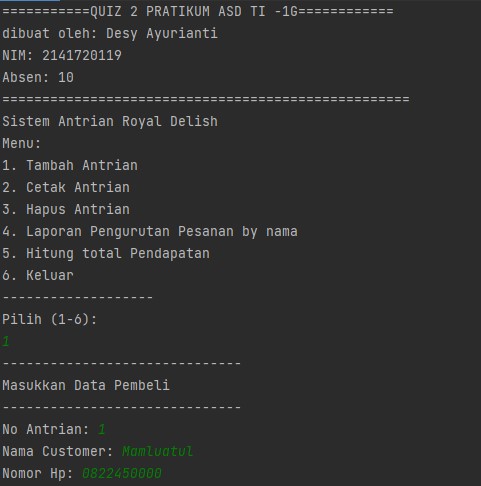 ===========QUIZ 2 PRATIKUM ASD TI -1G============
dibuat oleh: Desy Ayurianti
NIM: 2141720119
Absen: 10
===================================================
Sistem Antrian Royal Delish
Menu:
1. Tambah Antrian
2. Cetak Antrian
3. Hapus Antrian
4. Laporan Pengurutan Pesanan by nama
5. Hitung total Pendapatan
6. Keluar
-------------------
Pilih (1-6):
1
------------------------------
Masukkan Data Pembeli
------------------------------
No Antrian: 1
Nama Customer: Mamluatul
Nomor Hp: 0822450000